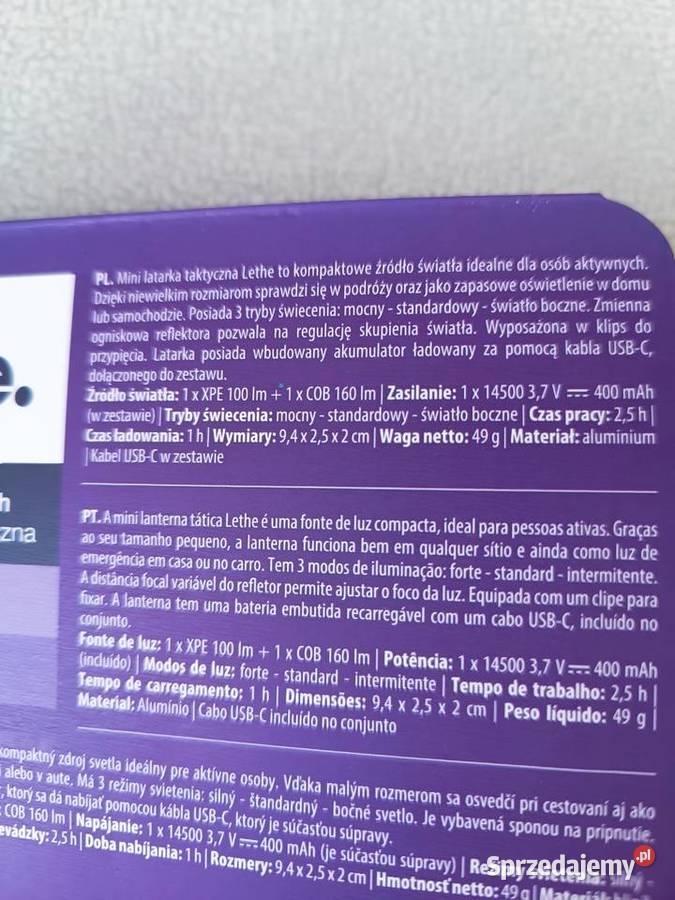 PL. Mini latarka taktyczna Lethe to kompaktowe źródło światła idealne dla osób aktywnych.
Dzięki niewielkim rozmiarom sprawdzi się w podróży oraz jako zapasowe oświetlenie w domu
lub samochodzie. Posiada 3 tryby świecenia: mocny - standardowy - światło boczne. Zmienna
ogniskowa reflektora pozwala na regulację skupienia światła. Wyposażona w klips do
przypięcia. Latarka posiada wbudowany akumulator ładowany za pomocą kabla USB-C,
dołączonego do zestawu.
Źródło światła: 1 x XPE 100 lm + 1 x COB 160 lm | Zasilanie: 1 x 14500 3,7 V ⎓ 400 mAh
(w zestawie) | Tryby świecenia: mocny - standardowy - światło boczne | Czas pracy: 2,5 h |
Czas ładowania: 1 h | Wymiary: 9,4 x 2,5 x 2 cm | Waga netto: 49 g | Materiał: aluminium
| Kabel USB-C w zestawie
e.
h
zna
PT. A mini lanterna tática Lethe é uma fonte de luz compacta, ideal para pessoas ativas. Graças
ao seu tamanho pequeno, a lanterna funciona bem em qualquer sítio e ainda como luz de
emergência em casa ou no carro. Tem 3 modos de iluminação: forte - standard - intermitente.
A distância focal variável do refletor permite ajustar o foco da luz. Equipada com um clipe para
fixar. A lanterna tem uma bateria embutida recarregável com um cabo USB-C, incluído no
conjunto.
Fonte de luz: 1 x XPE 100 lm + 1 x COB 160 lm | Potência: 1 x 14500 3,7 V ⎓ 400 mAh
(incluído) | Modos de luz: forte - standard - intermitente | Tempo de trabalho: 2,5 h |
Tempo de carregamento: 1 h | Dimensões: 9,4 x 2,5 x 2 cm | Peso líquido: 49 g |
Material: Alumínio | Cabo USB-C incluído no conjunto
kompaktný zdroj svetla ideálny pre aktívne osoby. Vďaka malým rozmerom sa osvedčí pri cestovaní aj ako
alebo v aute. Má 3 režimy svietenia: silný - štandardný - bočné svetlo. Je vybavená sponou na pripnutie.
, ktorý sa dá nabíjať pomocou kábla USB-C, ktorý je súčasťou súpravy.
COB 160 lm | Napájanie: 1 x 14500 3,7 V ⎓ 400 mAh (je súčasťou súpravy) |
evádzky: 2,5 h | Doba nabíjania: 1 h | Rozmery: 9,4 x 2,5 x 2 cm | Hmotnosť netto: 49 g |
Sprzedajemy.pl